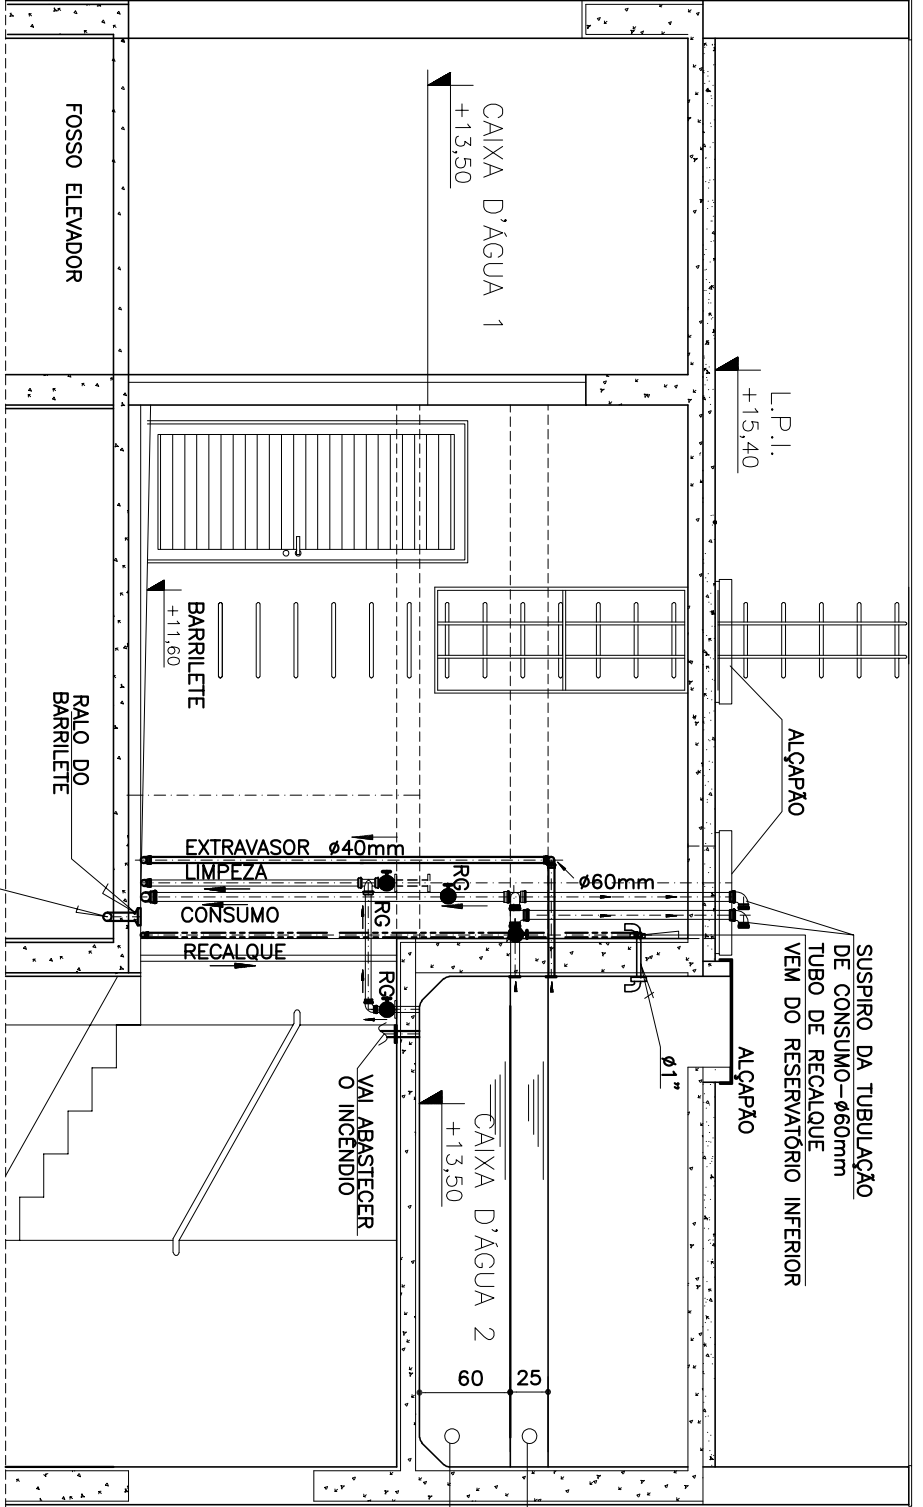 FOSSO ELEVADOR
CAIXA D'ÁGUA 1
+13,50
L.P.I.
+15,40
BARRILETE
+11,60
RALO DO
BARRILETE
ALÇAPÃO
EXTRAVASOR ø40mm
LIMPEZA
CONSUMO
RECALQUE
RG
RG
RG
ø60mm
SUSPIRO DA TUBULAÇÃO
DE CONSUMO-ø60mm
TUBO DE RECALQUE
VEM DO RESERVATÓRIO INFERIOR
ALÇAPÃO
ø1"
VAI ABASTECER
O INCÊNDIO
CAIXA D'ÁGUA 2
+13,50
60
25